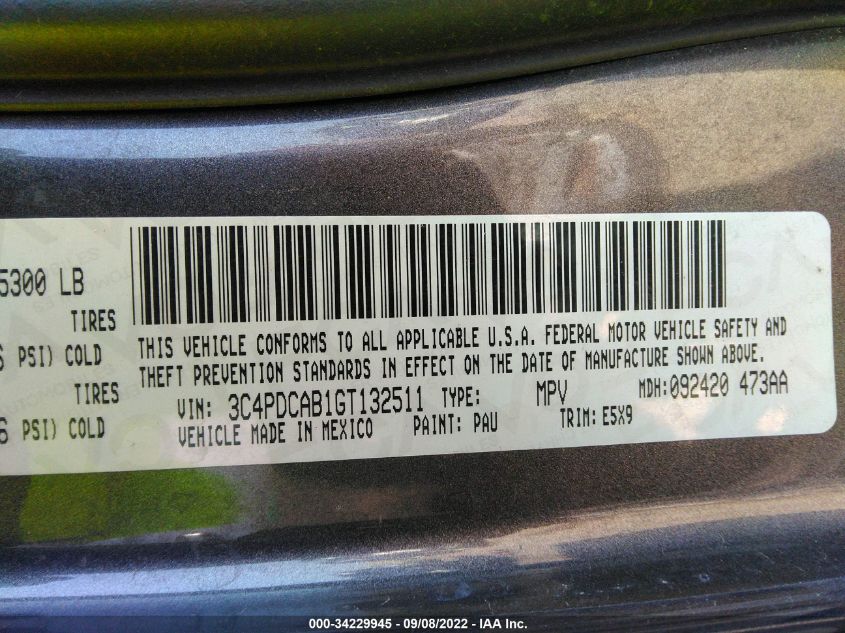 5300 LB
TIRES
PSI) COLD
TIRES
PSI) COLD
THIS VEHICLE CONFORMS TO ALL APPLICABLE U.S.A. FEDERAL MOTOR VEHICLE SAFETY AND
THEFT PREVENTION STANDARDS IN EFFECT ON THE DATE OF MANUFACTURE SHOWN ABOVE.
VIN: 3C4PDCAB1GT132511 TYPE: MPV MDH:092420 473AA
VEHICLE MADE IN MEXICO PAINT: PAU TRIM: E5X9
000-34229945 - 09/08/2022 - IAA Inc.